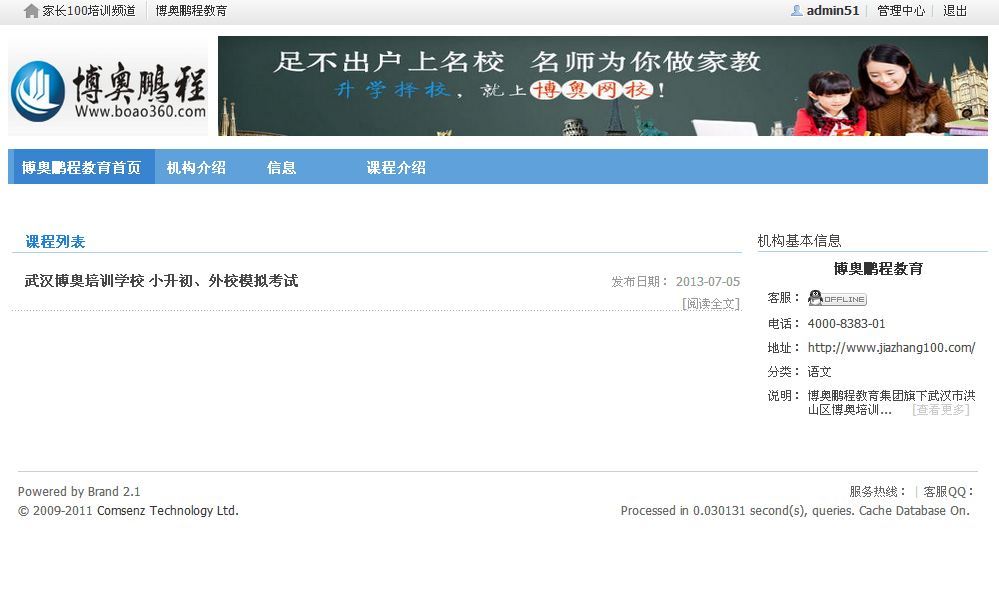 家长100培训频道 博奥鹏程教育 admin51 管理中心 退出
博奥鹏程
Www.boao360.com
足不出户上名校 名师为你做家教
升学择校，就上博奥网校！
博奥鹏程教育首页 机构介绍 信息 课程介绍
课程列表
武汉博奥培训学校 小升初、外校模拟考试 发布日期： 2013-07-05
[阅读全文]
机构基本信息
博奥鹏程教育
客服： OFFLINE
电话： 4000-8383-01
地址： http://www.jiazhang100.com/
分类： 语文
说明： 博奥鹏程教育集团旗下武汉市洪
山区博奥培训... [查看更多]
Powered by Brand 2.1 服务热线： 客服QQ：
© 2009-2011 Comsenz Technology Ltd. Processed in 0.030131 second(s), queries. Cache Database On.